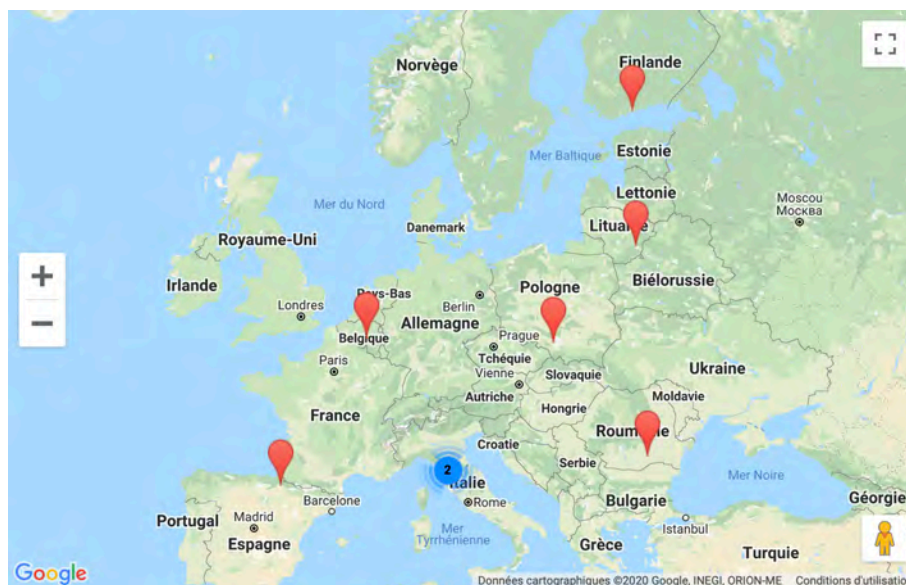 Norvège
Finlande
Mer Baltique
Estonie
Lettonie
Moscou
Москва
Mer du Nord
Danemark
Lituanie
Royaume-Uni
Irlande
Biélorussie
Pays-Bas
Pologne
Londres
Berlin
Allemagne
Belgique
Prague
Tchéquie
Paris
Vienne
Slovaquie
Ukraine
Autriche
Moldavie
Hongrie
France
Roumanie
Croatie
Serbie
2
Italie
Mer Noire
Barcelone
Rome
Bulgarie
Géorgie
Portugal
Madrid
Istanbul
Espagne
Mer
Tyrrhénienne
Grèce
Turquie
Google
Données cartographiques ©2020 Google, INEGI, ORION-ME
Conditions d'utilisati